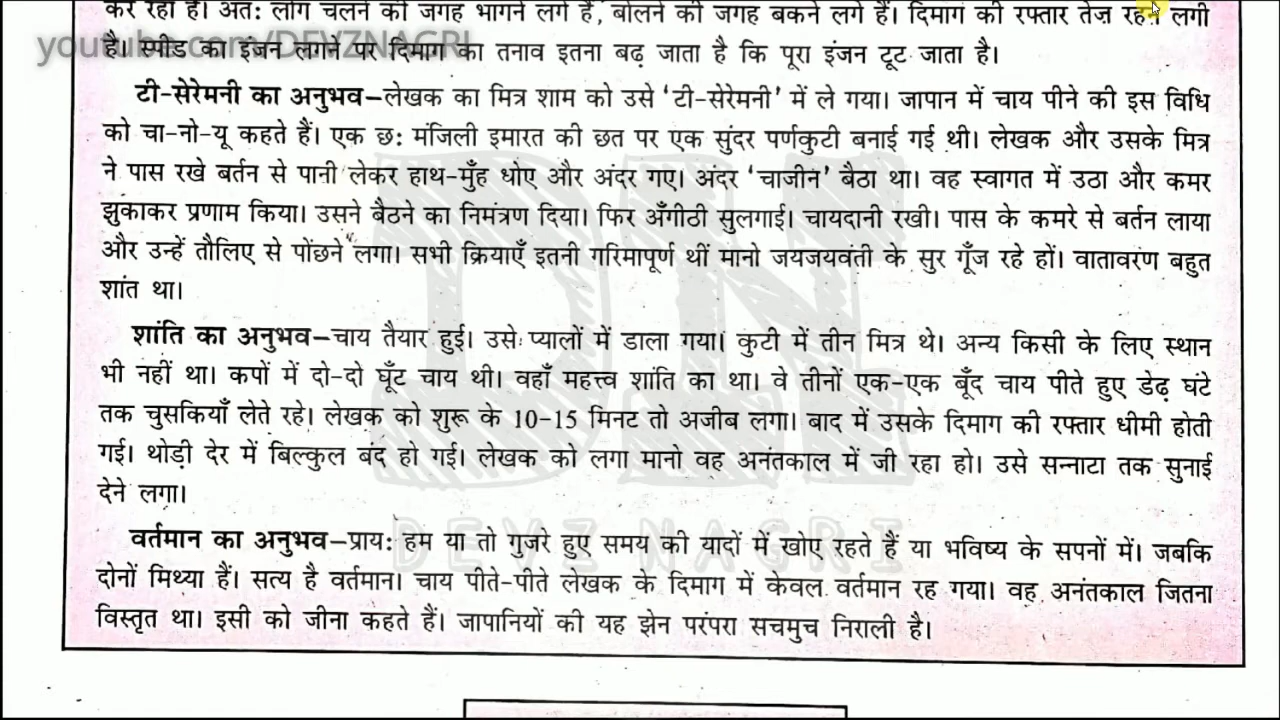 कर रहा है। अतः लोग चलने की जगह भागने लगे हैं, बोलने की जगह बकने लगे हैं। दिमाग की रफ्तार तेज़ रहने लगी
youtube.com/DEVZNAGRI
है। स्पीड का इंजन लगने पर दिमाग का तनाव इतना बढ़ जाता है कि पूरा इंजन टूट जाता है।
टी-सेरेमनी का अनुभव–लेखक का मित्र शाम को उसे ‘टी-सेरेमनी’ में ले गया। जापान में चाय पीने की इस विधि
को चा-नो-यू कहते हैं। एक छः मंजिली इमारत की छत पर एक सुंदर पर्णकुटी बनाई गई थी। लेखक और उसके मित्र
ने पास रखे बर्तन से पानी लेकर हाथ-मुँह धोए और अंदर गए। अंदर ‘चाजीन’ बैठा था। वह स्वागत में उठा और कमर
झुकाकर प्रणाम किया। उसने बैठने का निमंत्रण दिया। फिर अँगीठी सुलगाई। चायदानी रखी। पास के कमरे से बर्तन लाया
और उन्हें तौलिए से पोंछने लगा। सभी क्रियाएँ इतनी गरिमापूर्ण थीं मानो जयजयवंती के सुर गूँज रहे हों। वातावरण बहुत
शांत था।
शांति का अनुभव–चाय तैयार हुई। उसे प्यालों में डाला गया। कुटी में तीन मित्र थे। अन्य किसी के लिए स्थान
भी नहीं था। कपों में दो-दो घूँट चाय थी। वहाँ महत्त्व शांति का था। वे तीनों एक-एक बूँद चाय पीते हुए डेढ़ घंटे
तक चुसकियाँ लेते रहे। लेखक को शुरू के 10-15 मिनट तो अजीब लगा। बाद में उसके दिमाग की रफ्तार धीमी होती
गई। थोड़ी देर में बिल्कुल बंद हो गई। लेखक को लगा मानो वह अनंतकाल में जी रहा हो। उसे सन्नाटा तक सुनाई
देने लगा।
DN
DEVZ NAGRI
वर्तमान का अनुभव–प्रायः हम या तो गुजरे हुए समय की यादों में खोए रहते हैं या भविष्य के सपनों में। जबकि
दोनों मिथ्या हैं। सत्य है वर्तमान। चाय पीते-पीते लेखक के दिमाग में केवल वर्तमान रह गया। वह अनंतकाल जितना
विस्तृत था। इसी को जीना कहते हैं। जापानियों की यह झेन परंपरा सचमुच निराली है।